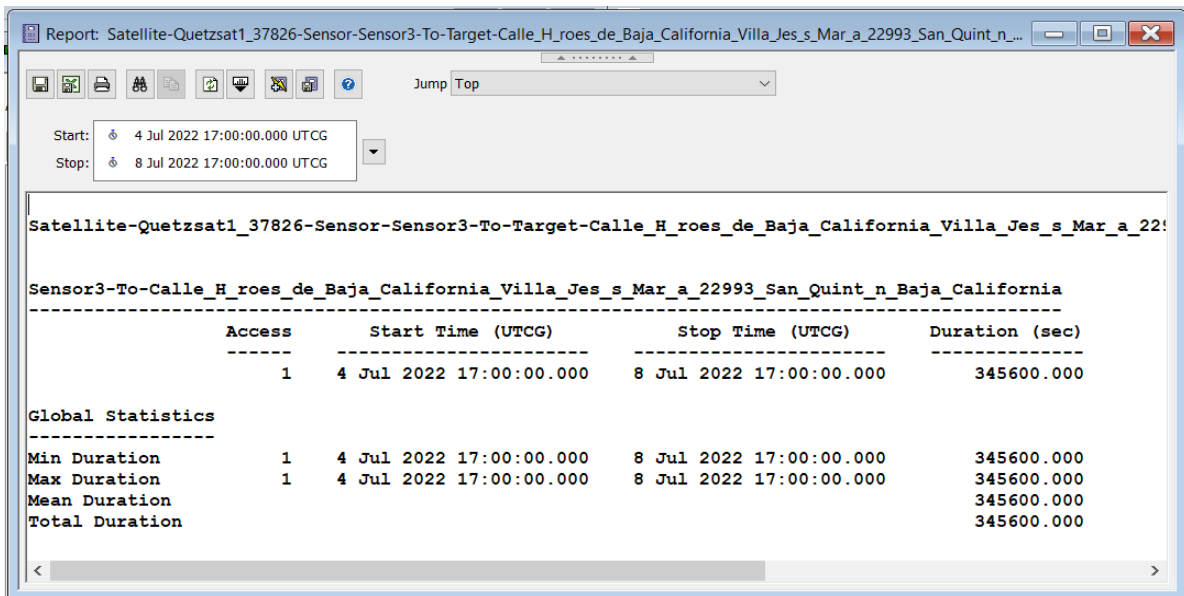 Report: Satellite-Quetzsat1_37826-Sensor-Sensor3-To-Target-Calle_H_roes_de_Baja_California_Villa_Jes_s_Mar_a_22993_San_Quint_n_...
Jump Top
Start: 4 Jul 2022 17:00:00.000 UTCG
Stop: 8 Jul 2022 17:00:00.000 UTCG
Satellite-Quetzsat1_37826-Sensor-Sensor3-To-Target-Calle_H_roes_de_Baja_California_Villa_Jes_s_Mar_a_229
Sensor3-To-Calle_H_roes_de_Baja_California_Villa_Jes_s_Mar_a_22993_San_Quint_n_Baja_California
Access Start Time (UTCG) Stop Time (UTCG) Duration (sec)
1 4 Jul 2022 17:00:00.000 8 Jul 2022 17:00:00.000 345600.000
Global Statistics
Min Duration 1 4 Jul 2022 17:00:00.000 8 Jul 2022 17:00:00.000 345600.000
Max Duration 1 4 Jul 2022 17:00:00.000 8 Jul 2022 17:00:00.000 345600.000
Mean Duration 345600.000
Total Duration 345600.000